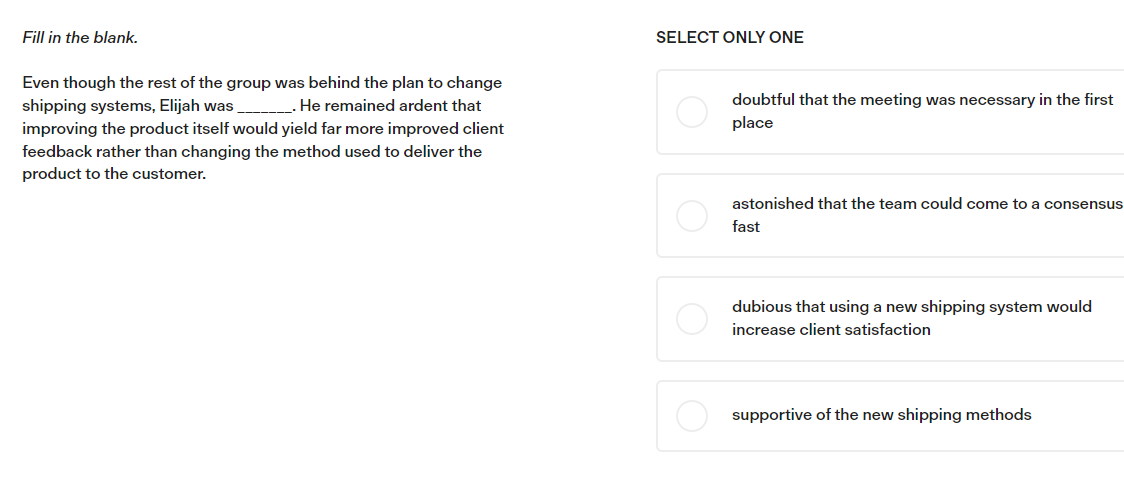 Fill in the blank.
Even though the rest of the group was behind the plan to change
shipping systems, Elijah was _______. He remained ardent that
improving the product itself would yield far more improved client
feedback rather than changing the method used to deliver the
product to the customer.
SELECT ONLY ONE
doubtful that the meeting was necessary in the first
place
astonished that the team could come to a consensus
fast
dubious that using a new shipping system would
increase client satisfaction
supportive of the new shipping methods